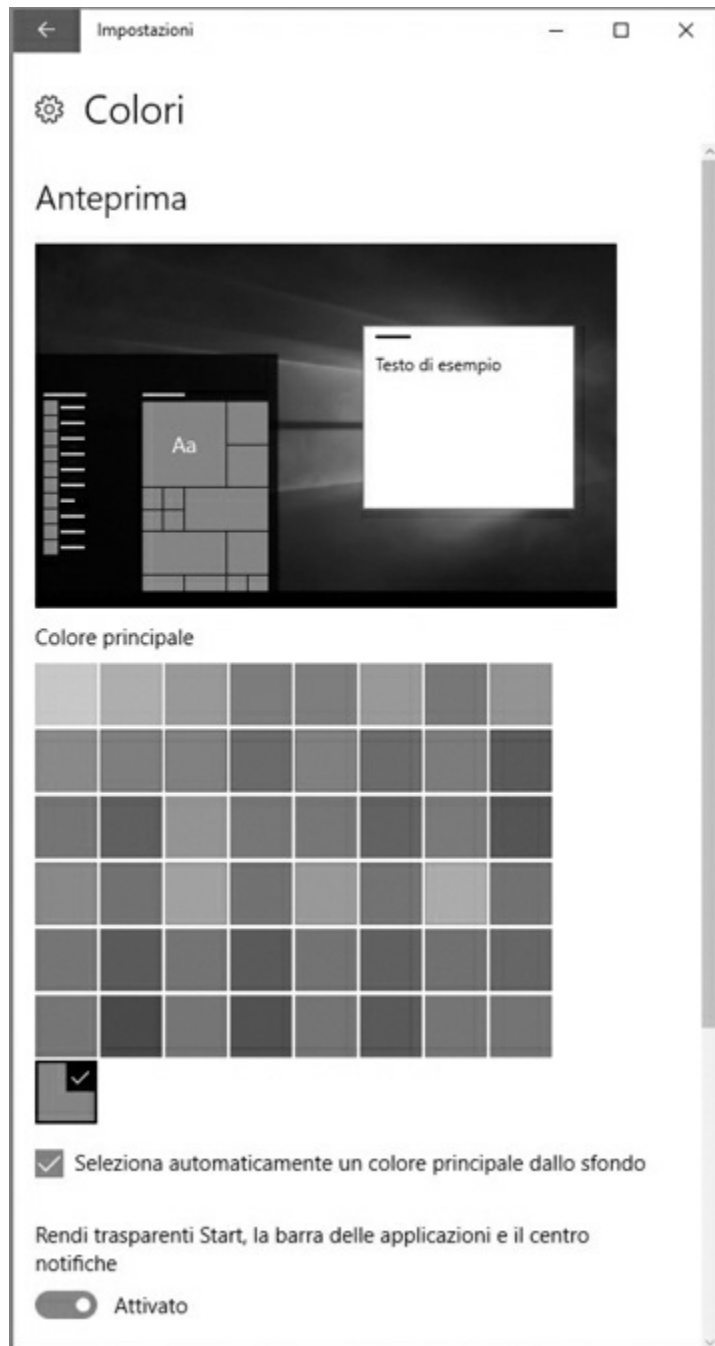 Impostazioni
Colori
Anteprima
Testo di esempio
Aa
Colore principale
Seleziona automaticamente un colore principale dallo sfondo
Rendi trasparenti Start, la barra delle applicazioni e il centro
notifiche
Attivato